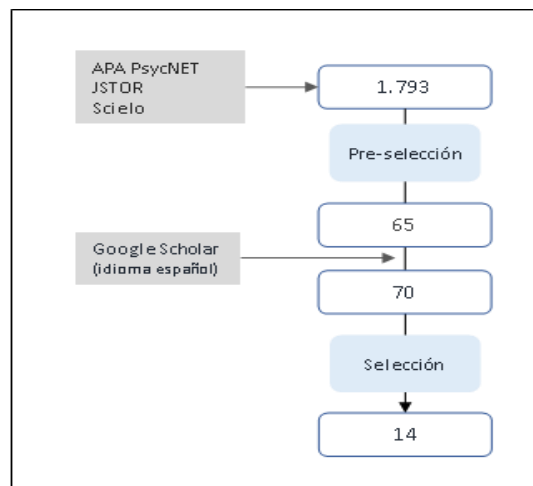 APA PsycNET
JSTOR
Scielo
1.793
Pre-selección
65
Google Scholar
(idioma español)
70
Selección
14